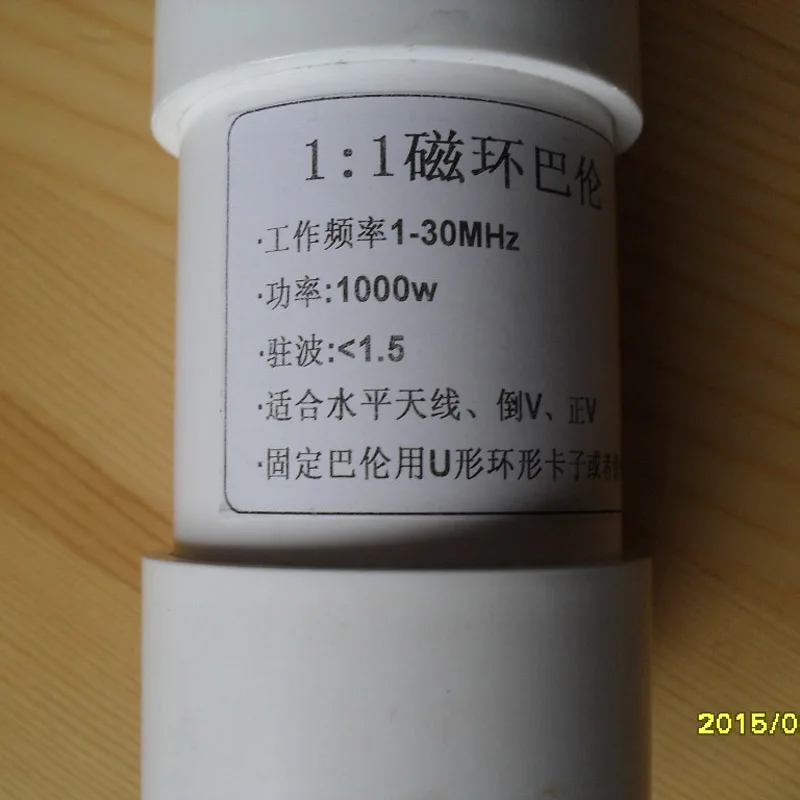 1:1磁环巴伦
·工作频率1-30MHz
·功率:1000w
·驻波:<1.5
·适合水平天线、倒V、正V
·固定巴伦用U形环形卡子或者
2015/0